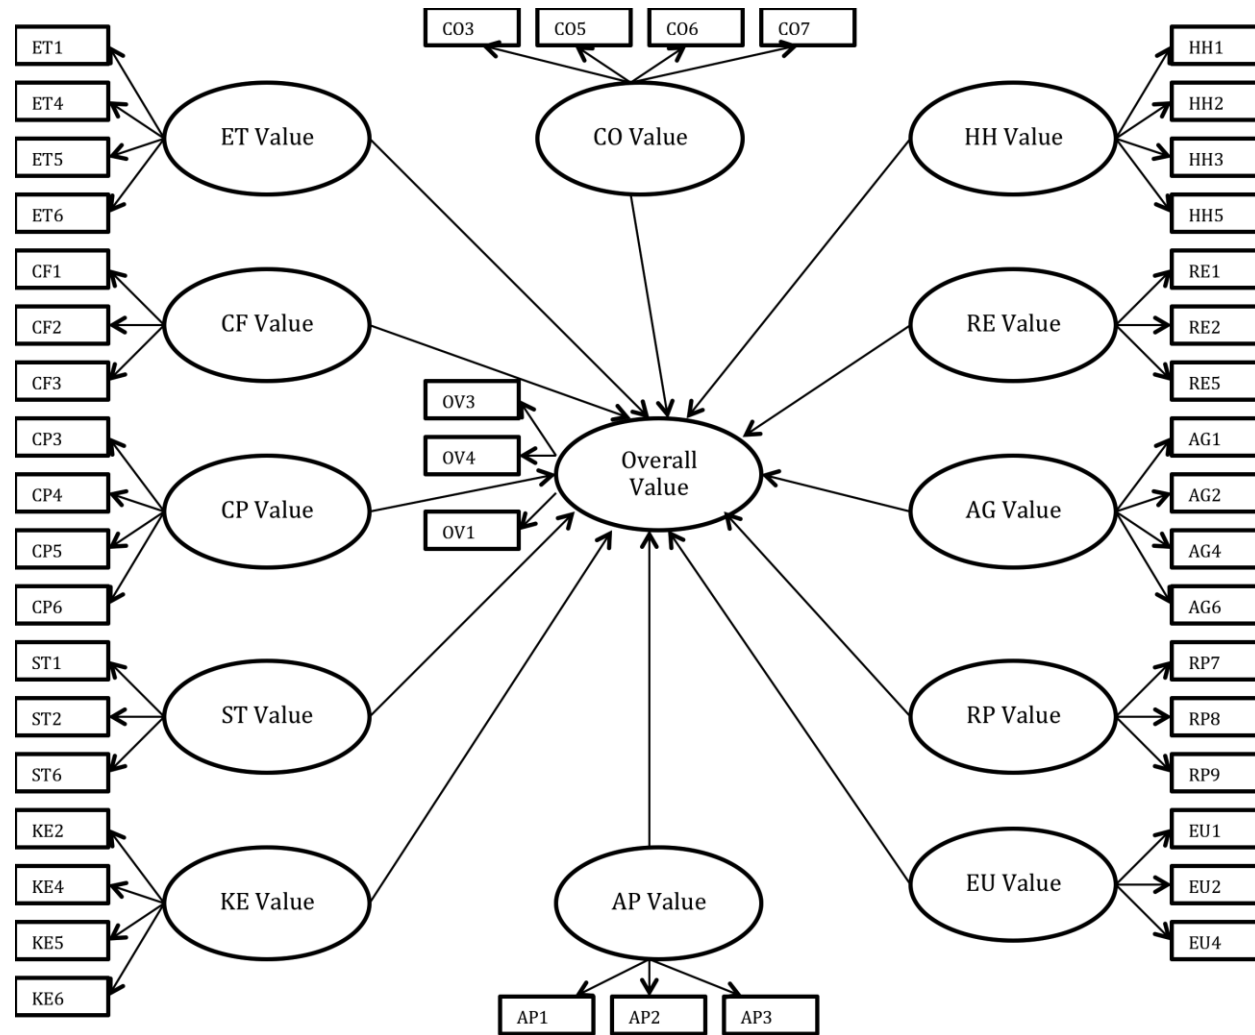 CO3
CO5
CO6
CO7
ET1
ET4
ET5
ET6
ET Value
CO Value
HH Value
HH1
HH2
HH3
HH5
CF1
CF2
CF3
CF Value
RE Value
RE1
RE2
RE5
OV3
OV4
OV1
Overall
Value
CP3
CP4
CP5
CP6
CP Value
AG Value
AG1
AG2
AG4
AG6
ST1
ST2
ST6
ST Value
RP Value
RP7
RP8
RP9
KE2
KE4
KE5
KE6
KE Value
AP Value
EU Value
EU1
EU2
EU4
AP1
AP2
AP3